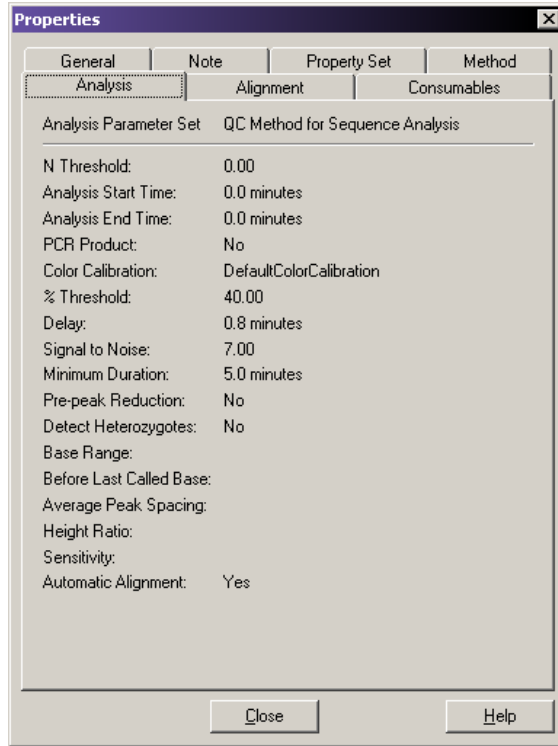 Properties
General Note Property Set Method
Analysis Alignment Consumables
Analysis Parameter Set QC Method for Sequence Analysis
N Threshold: 0.00
Analysis Start Time: 0.0 minutes
Analysis End Time: 0.0 minutes
PCR Product: No
Color Calibration: DefaultColorCalibration
% Threshold: 40.00
Delay: 0.8 minutes
Signal to Noise: 7.00
Minimum Duration: 5.0 minutes
Pre-peak Reduction: No
Detect Heterozygotes: No
Base Range:
Before Last Called Base:
Average Peak Spacing:
Height Ratio:
Sensitivity:
Automatic Alignment: Yes
Close Help